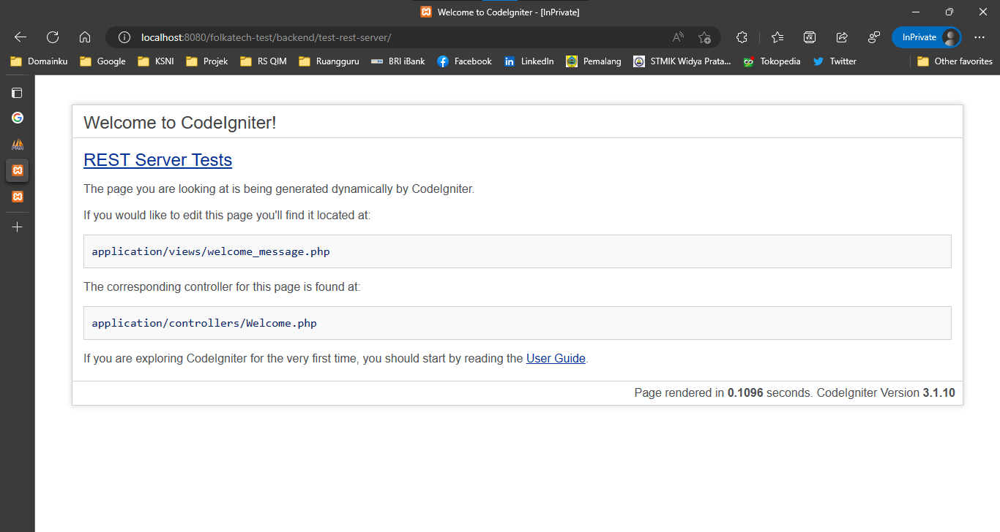 Welcome to CodeIgniter - [InPrivate]
localhost:8080/folkatech-test/backend/test-rest-server/
InPrivate
Domainku Google KSNI Projek RS QIM Ruangguru BRI iBank Facebook LinkedIn Pemalang STMIK Widya Prata... Tokopedia Twitter Other favorites
Welcome to CodeIgniter!
REST Server Tests
The page you are looking at is being generated dynamically by CodeIgniter.
If you would like to edit this page you'll find it located at:
application/views/welcome_message.php
The corresponding controller for this page is found at:
application/controllers/Welcome.php
If you are exploring CodeIgniter for the very first time, you should start by reading the User Guide.
Page rendered in 0.1096 seconds. CodeIgniter Version 3.1.10